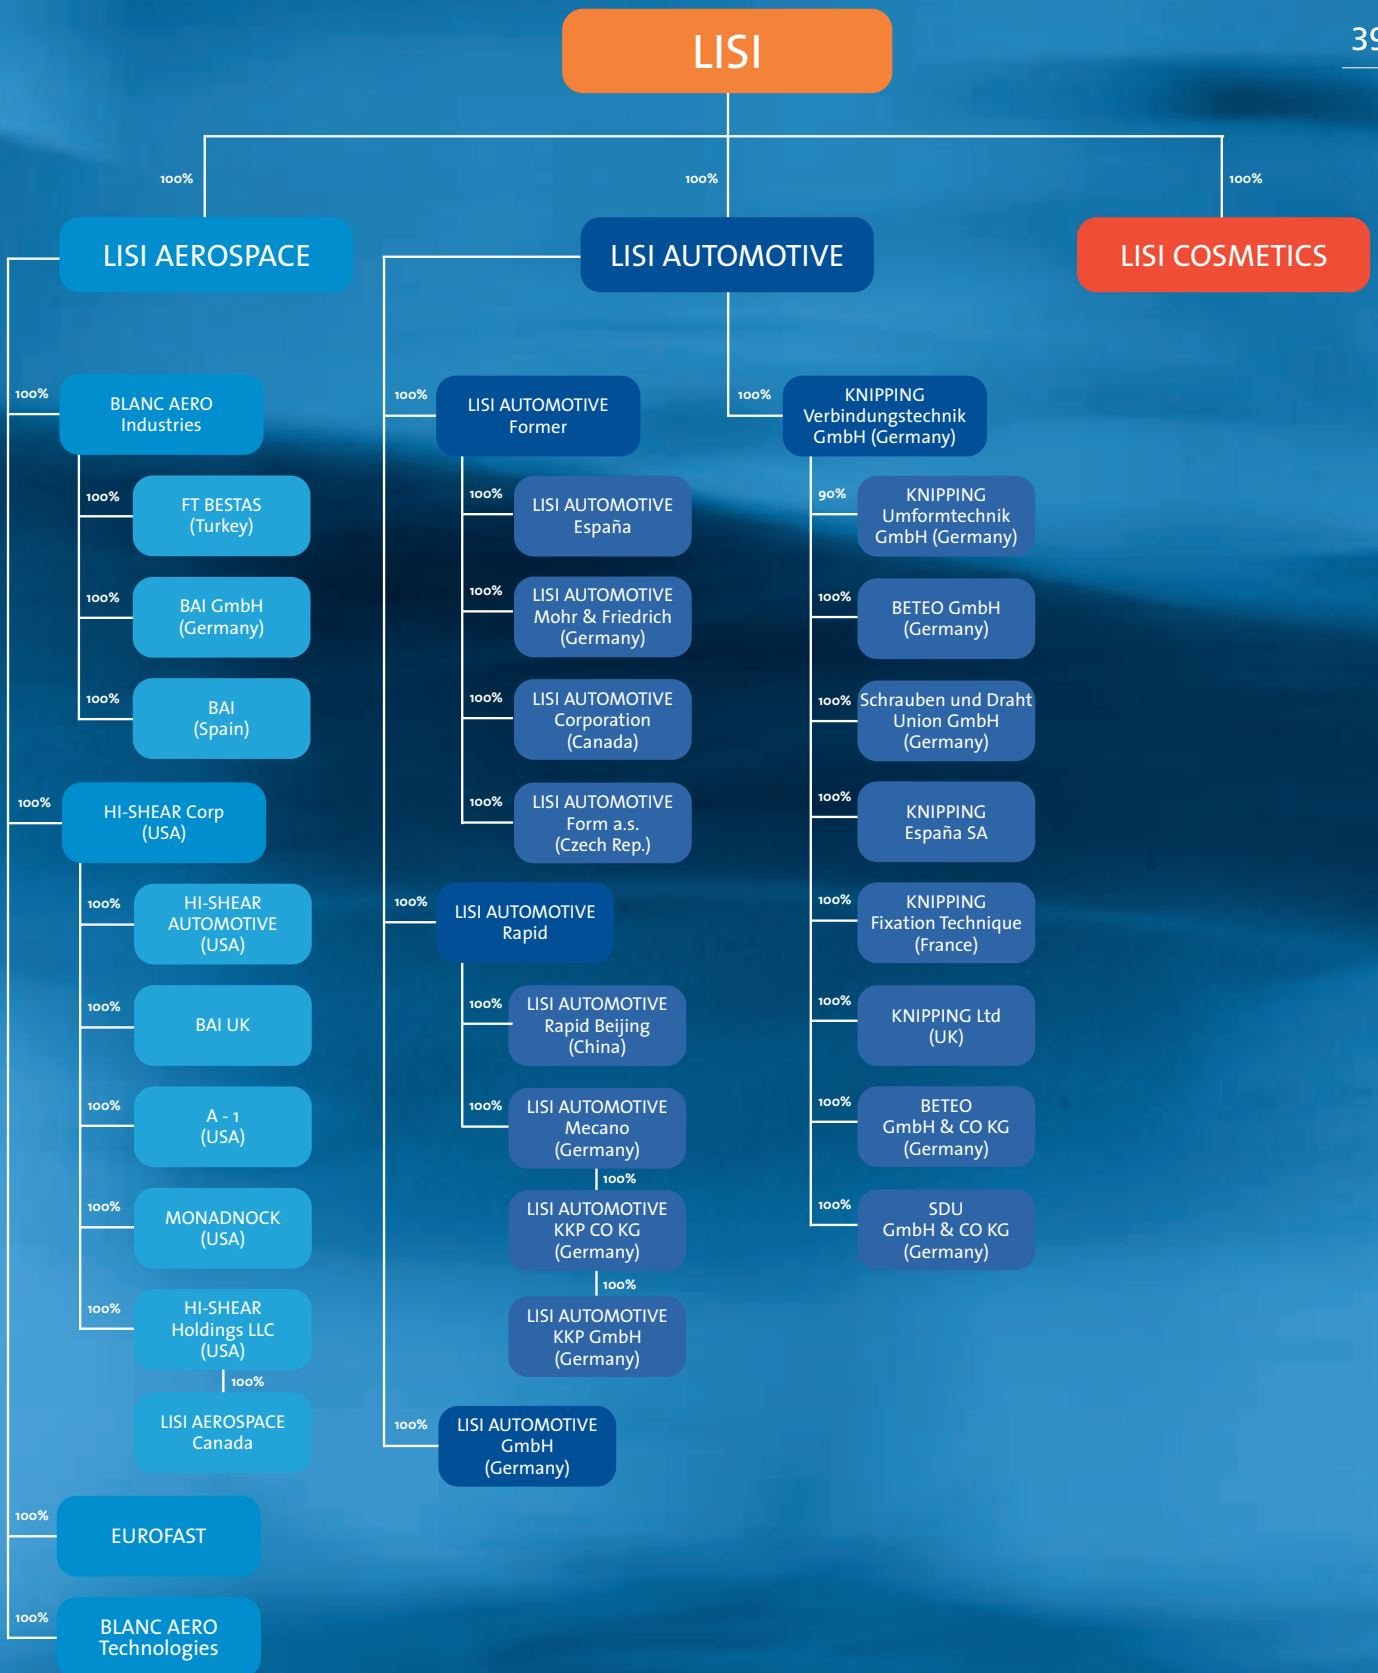 LISI
39
100%
100%
100%
LISI AEROSPACE
LISI AUTOMOTIVE
LISI COSMETICS
100%
BLANC AERO
Industries
100%
FT BESTAS
(Turkey)
100%
BAI GmbH
(Germany)
100%
BAI
(Spain)
100%
HI-SHEAR Corp
(USA)
100%
HI-SHEAR
AUTOMOTIVE
(USA)
100%
BAI UK
100%
A - 1
(USA)
100%
MONADNOCK
(USA)
100%
HI-SHEAR
Holdings LLC
(USA)
100%
LISI AEROSPACE
Canada
100%
EUROFAST
100%
BLANC AERO
Technologies
100%
LISI AUTOMOTIVE
Former
100%
LISI AUTOMOTIVE
España
100%
LISI AUTOMOTIVE
Mohr & Friedrich
(Germany)
100%
LISI AUTOMOTIVE
Corporation
(Canada)
100%
LISI AUTOMOTIVE
Form a.s.
(Czech Rep.)
100%
LISI AUTOMOTIVE
Rapid
100%
LISI AUTOMOTIVE
Rapid Beijing
(China)
100%
LISI AUTOMOTIVE
Mecano
(Germany)
100%
LISI AUTOMOTIVE
KKP CO KG
(Germany)
100%
LISI AUTOMOTIVE
KKP GmbH
(Germany)
100%
LISI AUTOMOTIVE
GmbH
(Germany)
100%
KNIPPING
Verbindungstechnik
GmbH (Germany)
90%
KNIPPING
Umformtechnik
GmbH (Germany)
100%
BETEO GmbH
(Germany)
100%
Schrauben und Draht
Union GmbH
(Germany)
100%
KNIPPING
España SA
100%
KNIPPING
Fixation Technique
(France)
100%
KNIPPING Ltd
(UK)
100%
BETEO
GmbH & CO KG
(Germany)
100%
SDU
GmbH & CO KG
(Germany)